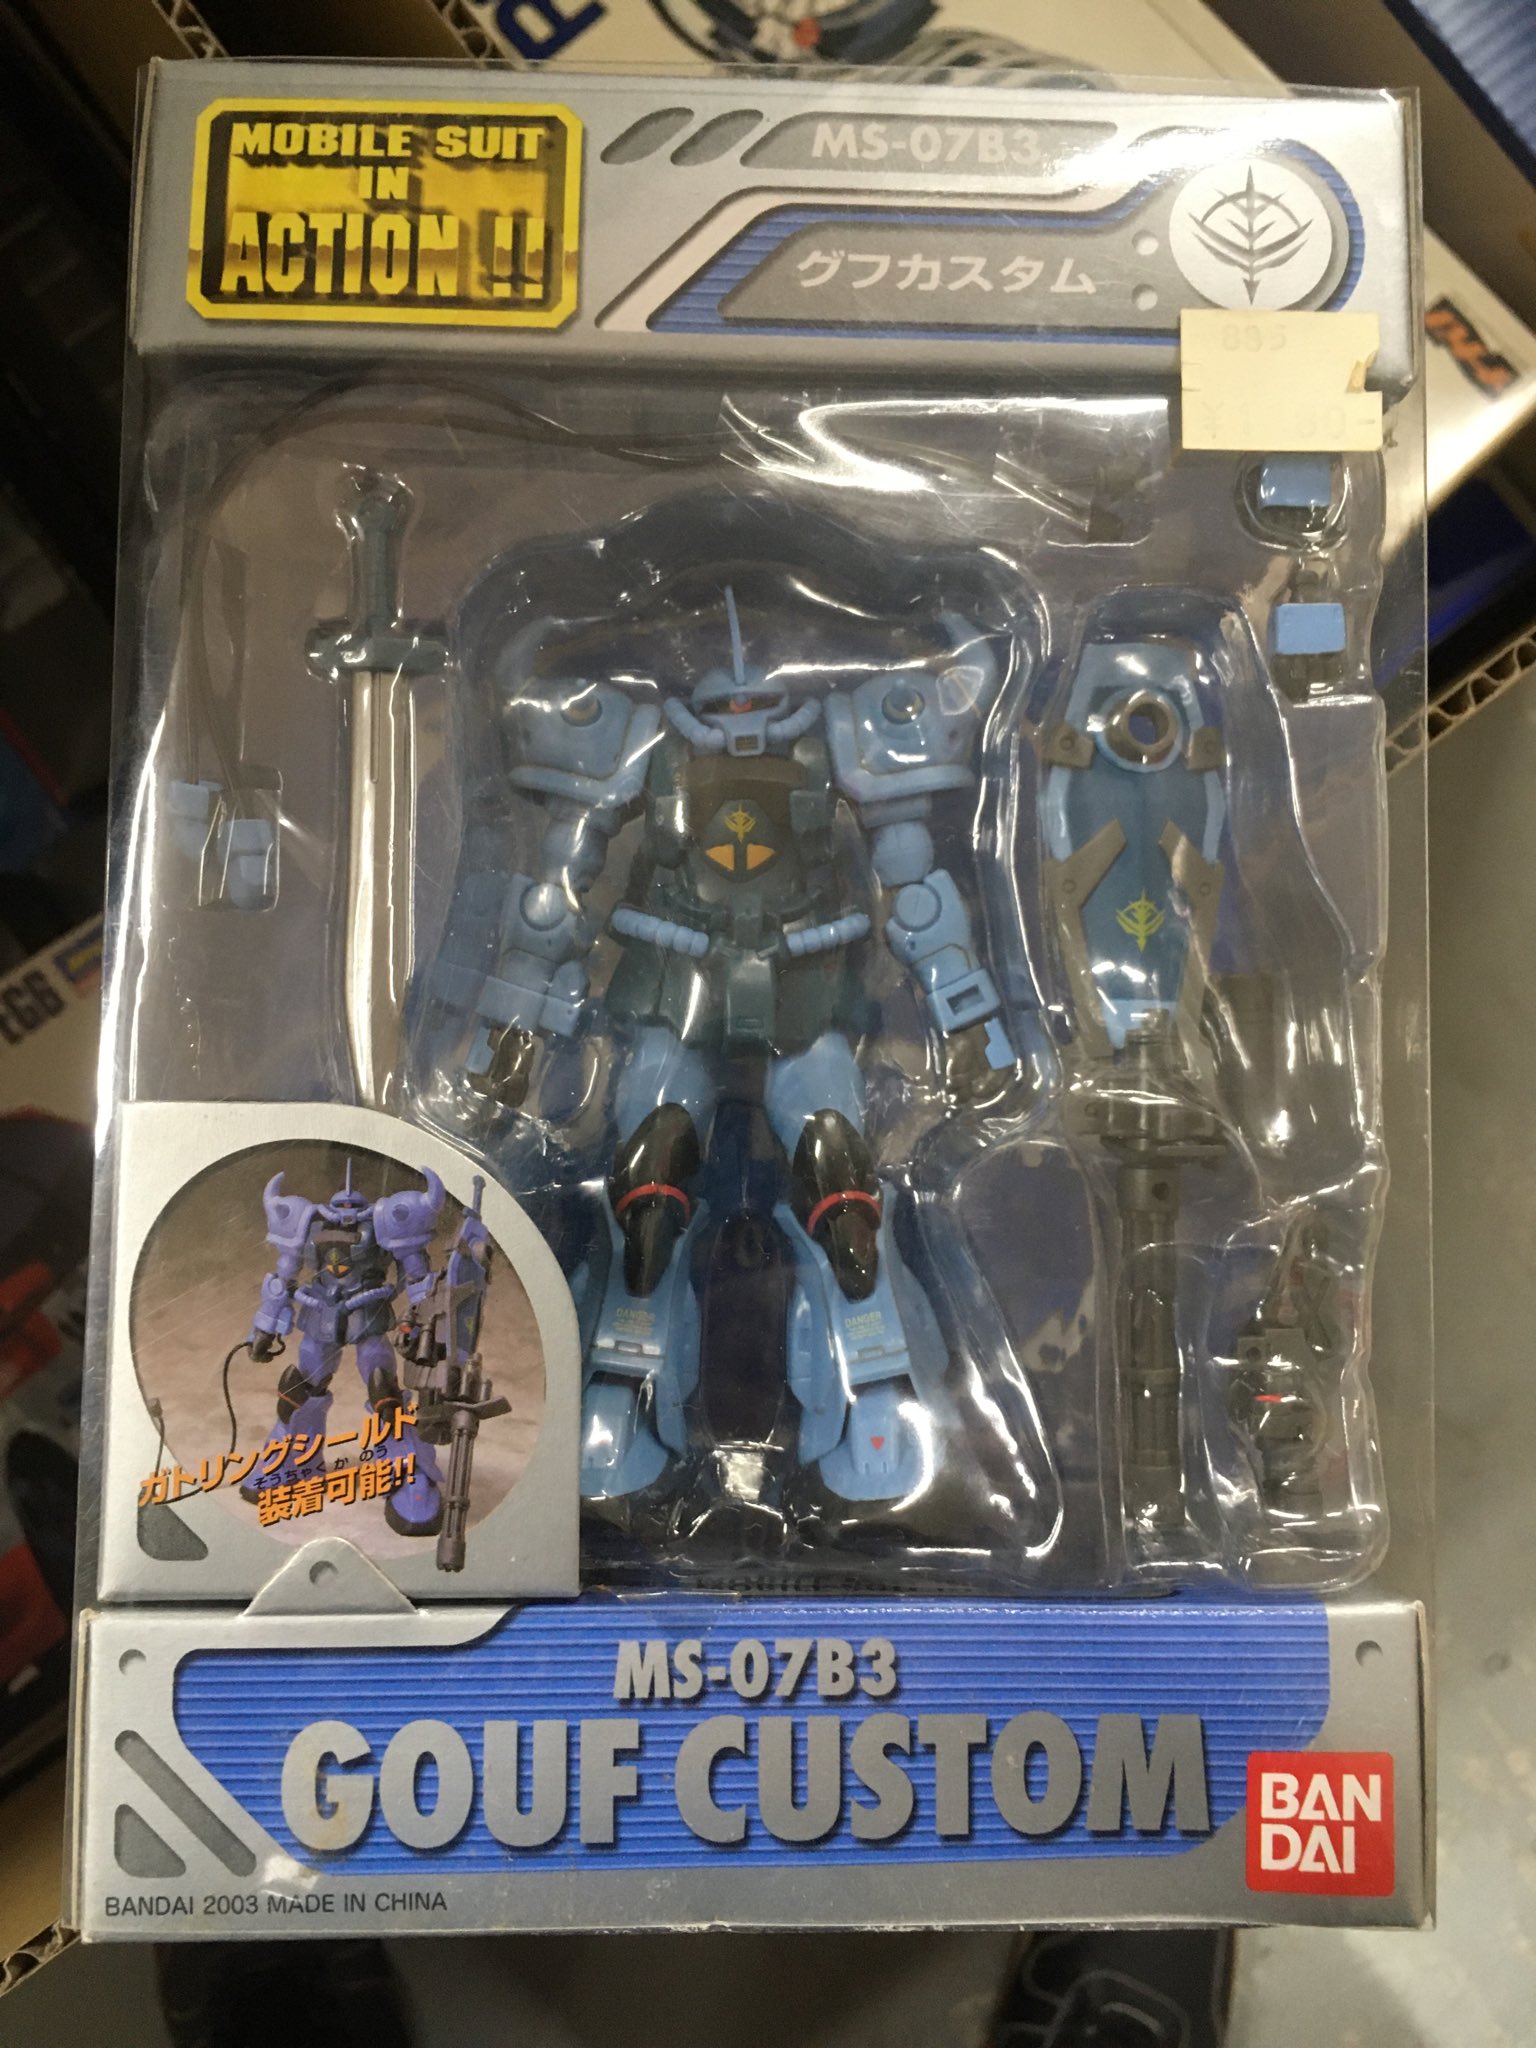 MOBILE SUIT
IN
ACTION !!
MS-07B3
グフカスタム
895
DANGER
DANGER
ガトリングシールド
そうちゃくかのう
装着可能!!
MS-07B3
GOUF CUSTOM
BAN
DAI
BANDAI 2003 MADE IN CHINA